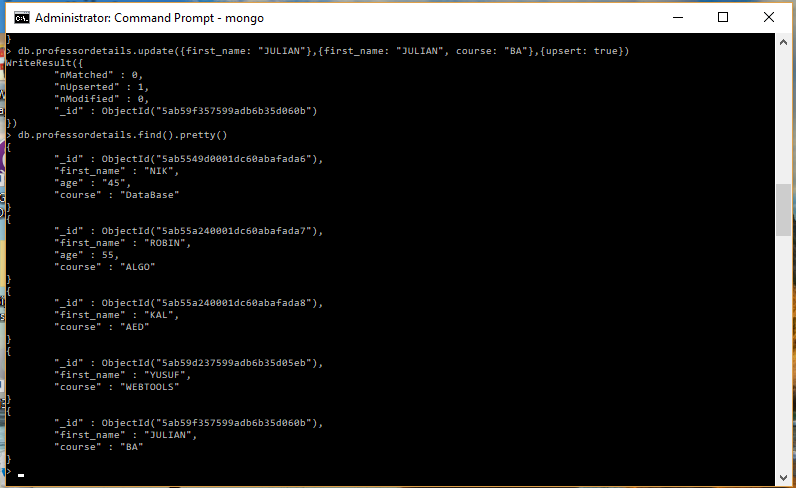 Administrator: Command Prompt - mongo
}
> db.professordetails.update({first_name: "JULIAN"},{first_name: "JULIAN", course: "BA"},{upsert: true})
WriteResult({
        "nMatched" : 0,
        "nUpserted" : 1,
        "nModified" : 0,
        "_id" : ObjectId("5ab59f357599adb6b35d060b")
})
> db.professordetails.find().pretty()
{
        "_id" : ObjectId("5ab5549d0001dc60abafada6"),
        "first_name" : "NIK",
        "age" : "45",
        "course" : "DataBase"
}
{
        "_id" : ObjectId("5ab55a240001dc60abafada7"),
        "first_name" : "ROBIN",
        "age" : 55,
        "course" : "ALGO"
}
{
        "_id" : ObjectId("5ab55a240001dc60abafada8"),
        "first_name" : "KAL",
        "course" : "AED"
}
{
        "_id" : ObjectId("5ab59d237599adb6b35d05eb"),
        "first_name" : "YUSUF",
        "course" : "WEBTOOLS"
}
{
        "_id" : ObjectId("5ab59f357599adb6b35d060b"),
        "first_name" : "JULIAN",
        "course" : "BA"
}
>